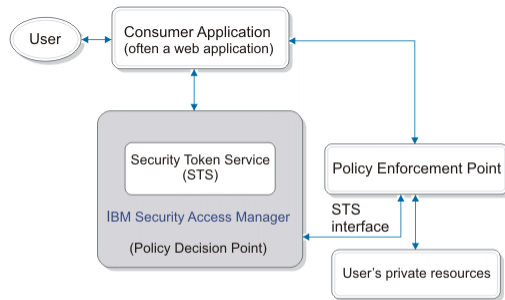 User
Consumer Application
(often a web application)
Security Token Service
(STS)
IBM Security Access Manager
(Policy Decision Point)
Policy Enforcement Point
STS
interface
User's private resources